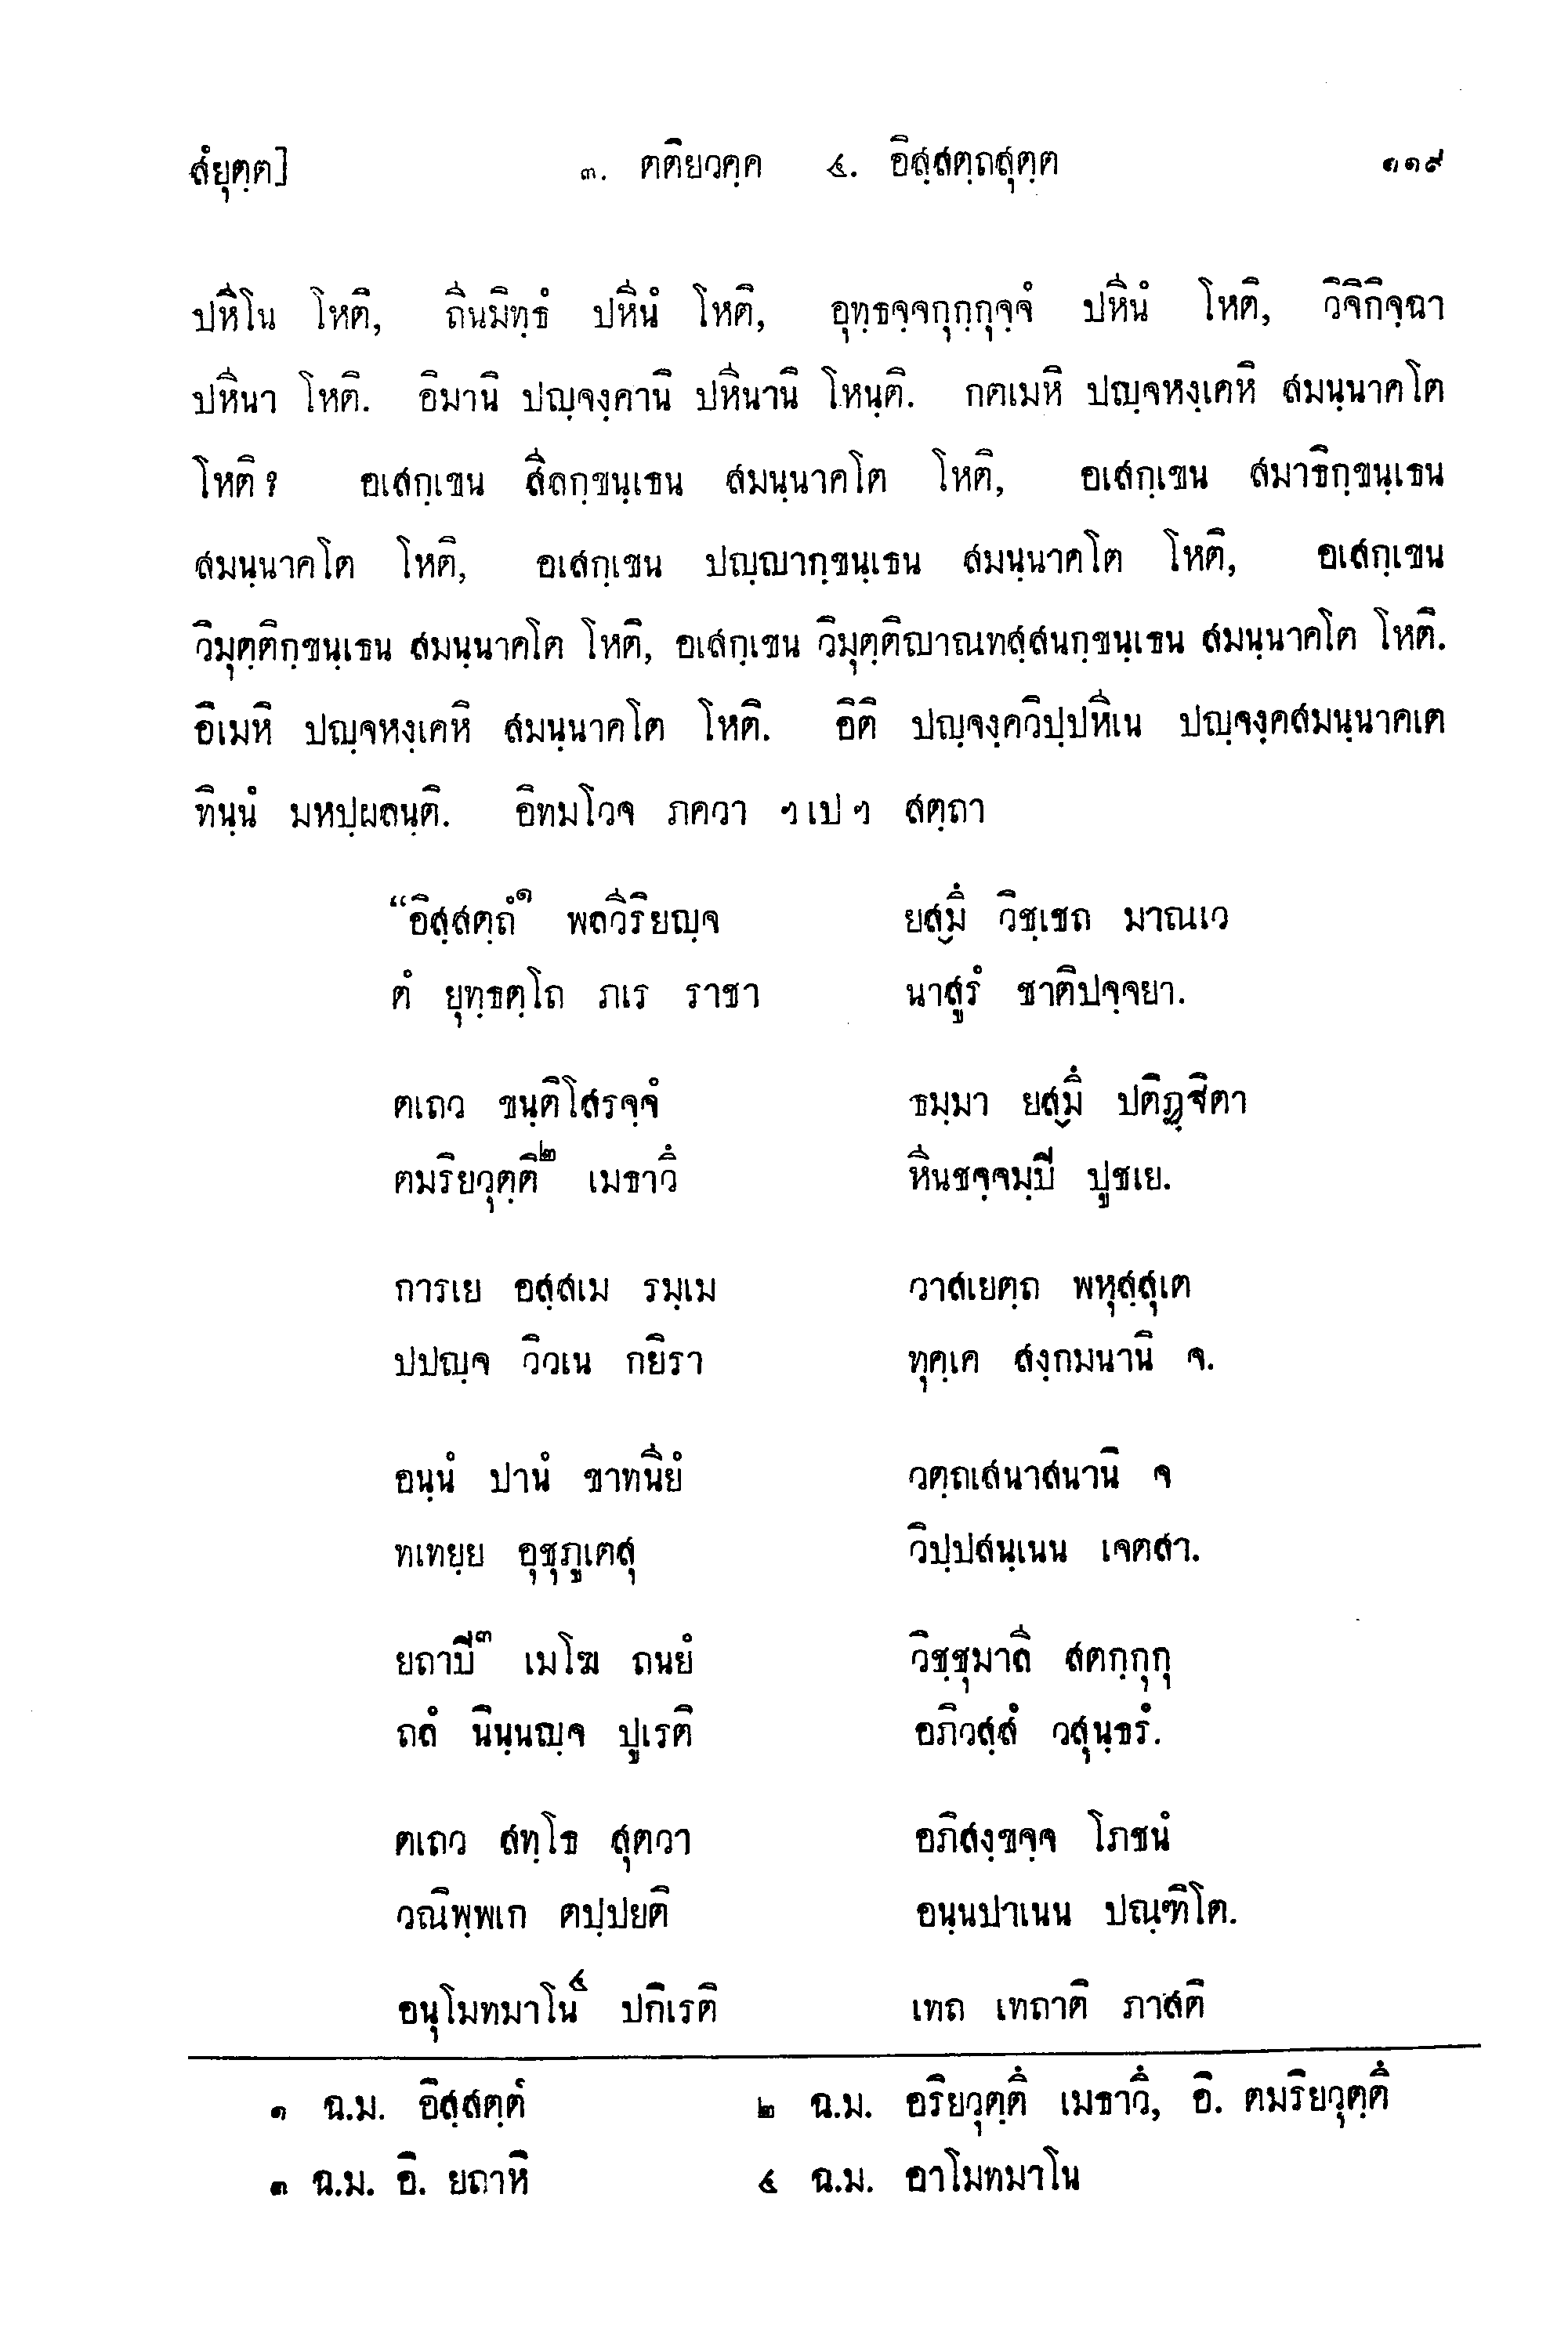 สํยุตฺต]	๓. ตติยวคฺค ๔. อิสฺสตฺถสุตฺต	๑๑๙
ปหีโน โหติ, ถีนมิทฺธํ ปหีนํ โหติ, อุทฺธจฺจกุกฺกุจฺจํ ปหีนํ โหติ, วิจิกิจฺฉา
ปหีนา โหติ. อิมานิ ปญฺจงฺคานิ ปหีนานิ โหนฺติ. กตเมหิ ปญฺจหงฺเคหิ สมนฺนาคโต
โหติ ? อเสกฺเขน สีลกฺขนฺเธน สมนฺนาคโต โหติ, อเสกฺเขน สมาธิกฺขนฺเธน
สมนฺนาคโต โหติ, อเสกฺเขน ปญฺญากฺขนฺเธน สมนฺนาคโต โหติ, อเสกฺเขน
วิมุตฺติกฺขนฺเธน สมนฺนาคโต โหติ, อเสกฺเขน วิมุตฺติญาณทสฺสนกฺขนฺเธน สมนฺนาคโต โหติ.
อิเมหิ ปญฺจหงฺเคหิ สมนฺนาคโต โหติ. อิติ ปญฺจงฺควิปฺปหีเน ปญฺจงฺคสมนฺนาคเต
ทินฺนํ มหปฺผลนฺติ. อิทมโวจ ภควา ฯเปฯ สตฺถา
“อิสฺสตฺถํ๑ พลวีริยญฺจ	ยสฺมึ วิชฺเชถ มาณเว
ตํ ยุทฺธตฺโถ ภเร ราชา	นาสูรํ ชาติปจฺจยา.
ตเถว ขนฺติโสรจฺจํ	ธมฺมา ยสฺมึ ปติฏฺฐิตา
ตมริยวุตฺติ๒ เมธาวึ	หีนชจฺจมฺปี ปูชเย.
การเย อสฺสเม รมฺเม	วาสเยตฺถ พหุสฺสุเต
ปปญฺจ วิวเน กยิรา	ทุคฺเค สงฺกมนานิ จ.
อนฺนํ ปานํ ขาทนียํ	วตฺถเสนาสนานิ จ
ทเทยฺย อุชุภูเตสุ	วิปฺปสนฺเนน เจตสา.
ยถาปี๓ เมโฆ ถนยํ	วิชฺชุมาลี สตกฺกุกุ
ถลํ นินฺนญฺจ ปูเรติ	อภิวสฺสํ วสุนฺธรํ.
ตเถว สทฺโธ สุตวา	อภิสงฺขจฺจ โภชนํ
วณิพฺพเก ตปฺปยติ	อนฺนปาเนน ปณฺฑิโต.
อนุโมทมาโน๔ ปกิเรติ	เทถ เทถาติ ภาสติ
๑ ฉ.ม. อิสฺสตฺตํ	๒ ฉ.ม. อริยวุตฺตึ เมธาวึ, อิ. ตมริยวุตฺตึ
๓ ฉ.ม. อิ. ยถาหิ	๔ ฉ.ม. อาโมทมาโน